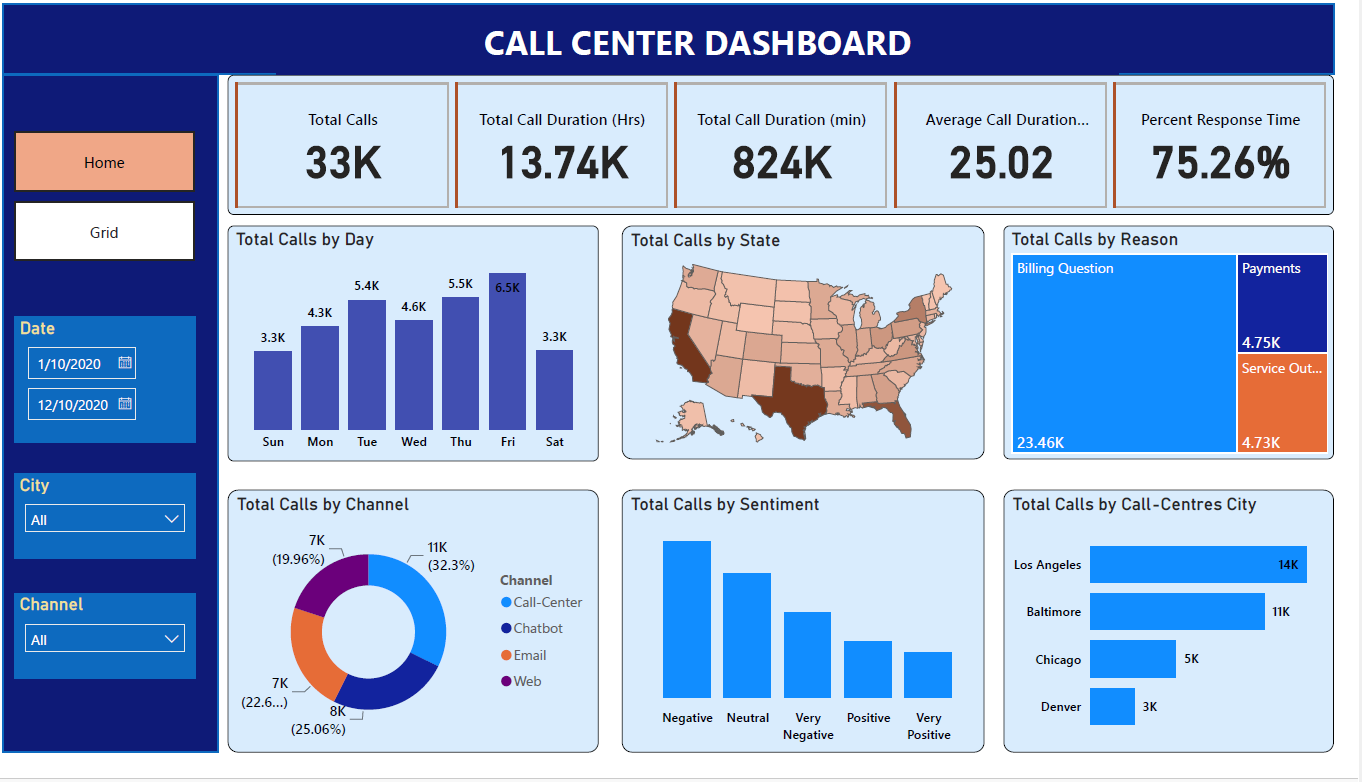 CALL CENTER DASHBOARD
Home
Grid
Date
1/10/2020
12/10/2020
City
All
Channel
All
Total Calls
33K
Total Call Duration (Hrs)
13.74K
Total Call Duration (min)
824K
Average Call Duration...
25.02
Percent Response Time
75.26%
Total Calls by Day
3.3K
4.3K
5.4K
4.6K
5.5K
6.5K
3.3K
Sun
Mon
Tue
Wed
Thu
Fri
Sat
Total Calls by State
Total Calls by Reason
Billing Question
23.46K
Payments
4.75K
Service Out...
4.73K
Total Calls by Channel
7K
(19.96%)
11K
(32.3%)
7K
(22.6...)
8K
(25.06%)
Channel
Call-Center
Chatbot
Email
Web
Total Calls by Sentiment
Negative
Neutral
Very
Negative
Positive
Very
Positive
Total Calls by Call-Centres City
Los Angeles
14K
Baltimore
11K
Chicago
5K
Denver
3K